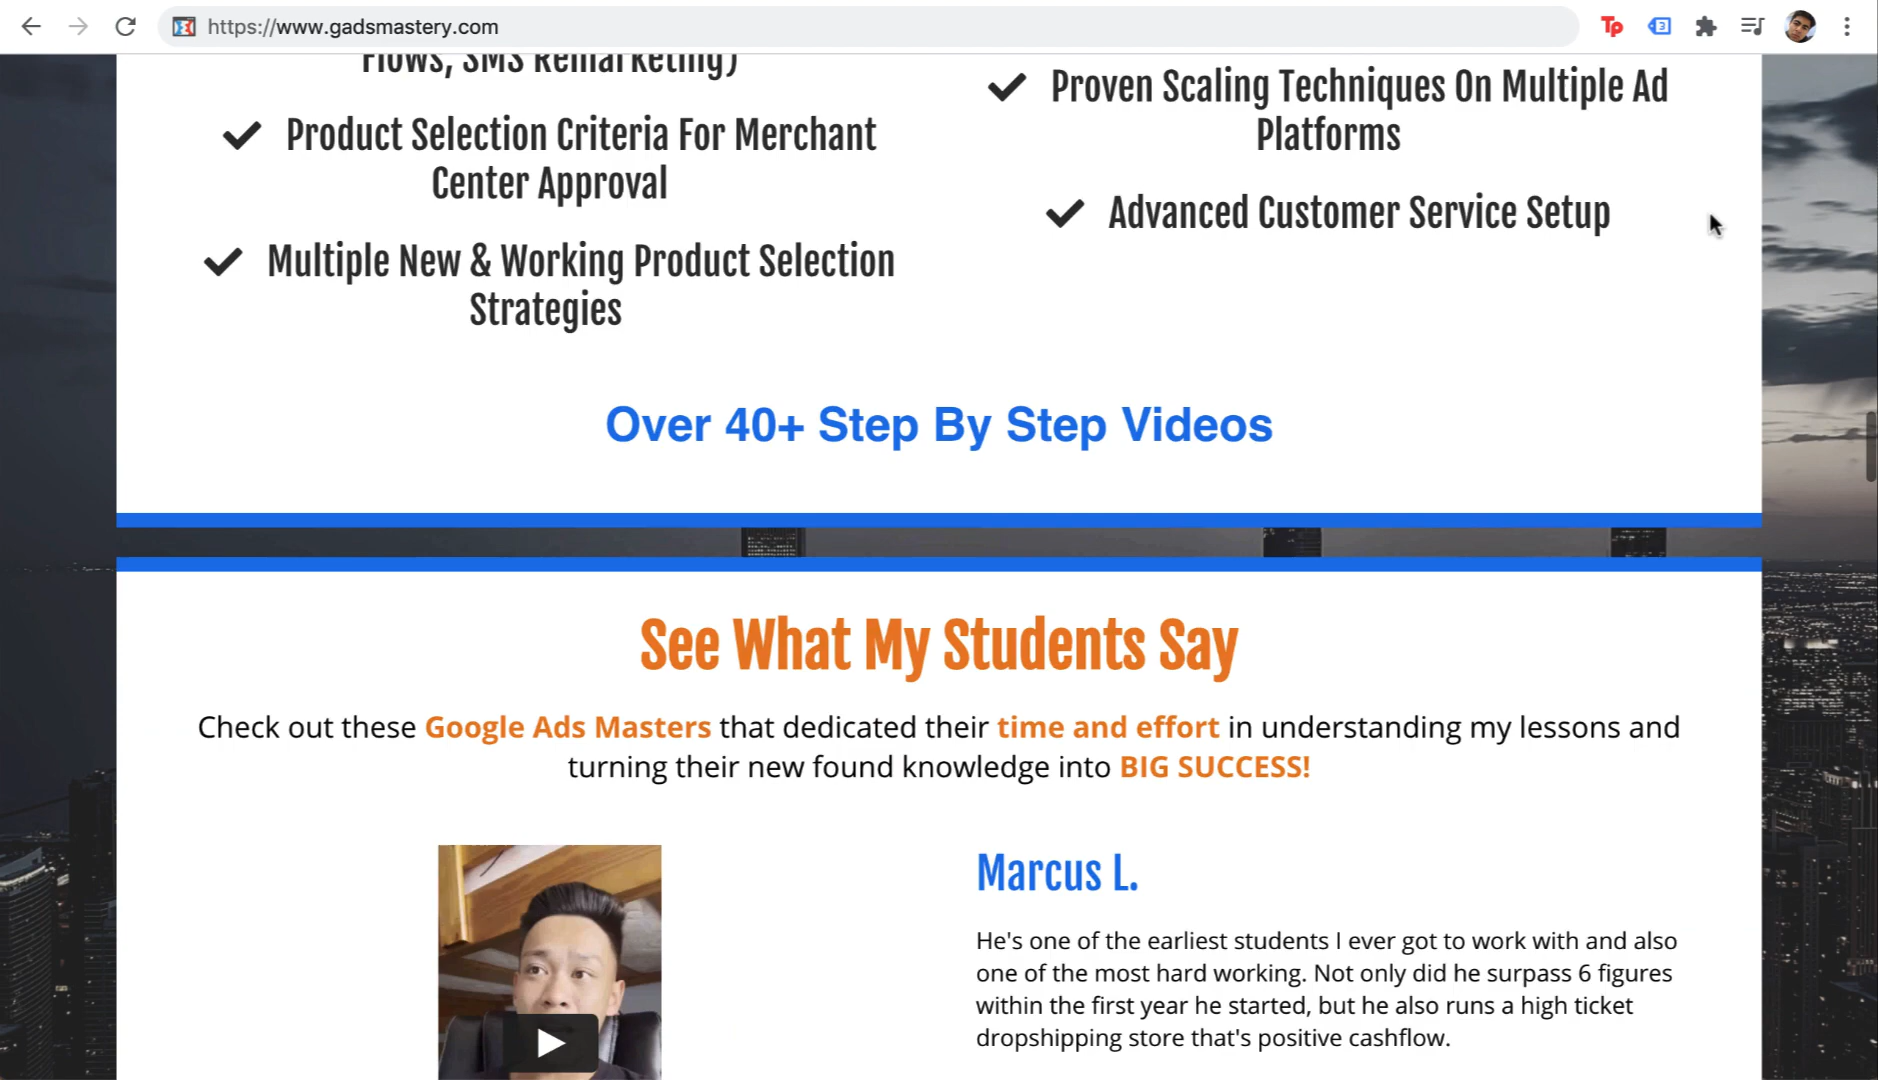 https://www.gadsmastery.com
Flows, SMS Remarketing)
Product Selection Criteria For Merchant
Center Approval
Multiple New & Working Product Selection
Strategies
Proven Scaling Techniques On Multiple Ad
Platforms
Advanced Customer Service Setup
Over 40+ Step By Step Videos
See What My Students Say
Check out these Google Ads Masters that dedicated their time and effort in understanding my lessons and
turning their new found knowledge into BIG SUCCESS!
Marcus L.
He's one of the earliest students I ever got to work with and also
one of the most hard working. Not only did he surpass 6 figures
within the first year he started, but he also runs a high ticket
dropshipping store that's positive cashflow.
Tp
3